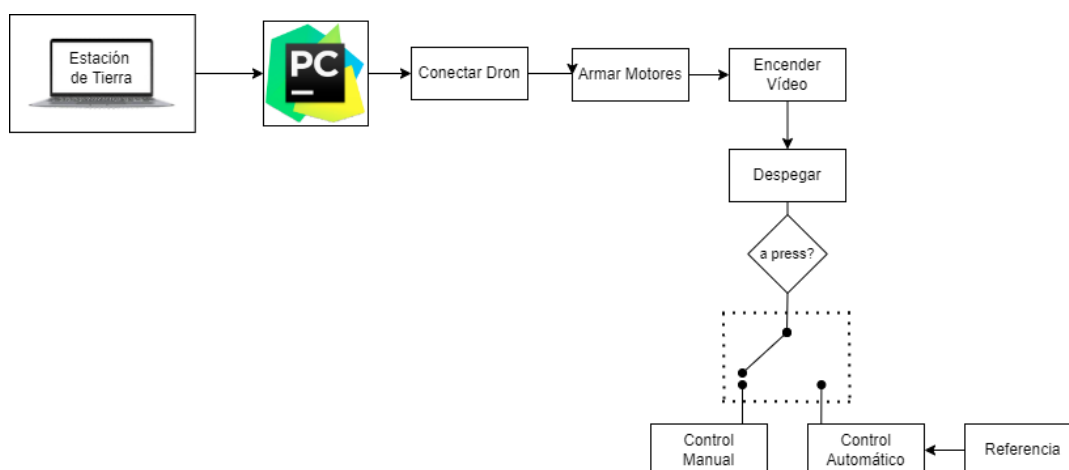 Estación
de Tierra
PC
Conectar Dron
Armar Motores
Encender
Vídeo
Despegar
a press?
Control
Manual
Control
Automático
Referencia